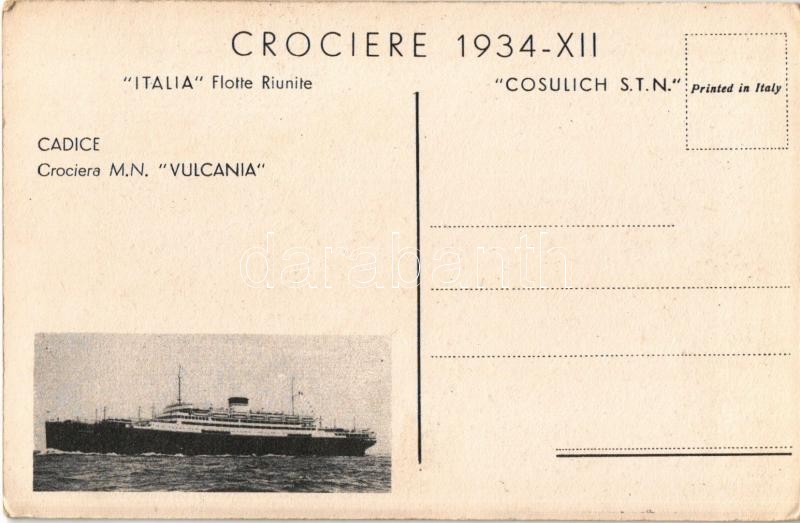 CROCIERE 1934-XII
"ITALIA" Flotte Riunite
"COSULICH S.T.N."
Printed in Italy
CADICE
Crociera M.N. "VULCANIA"
darabanth